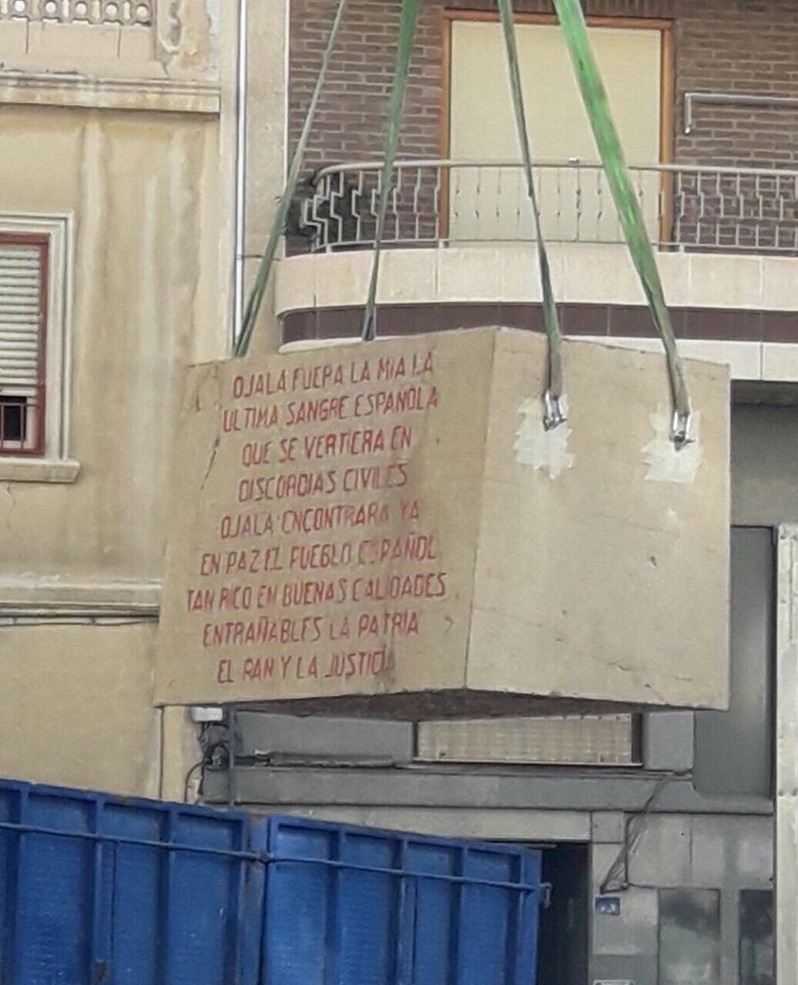 OJALA FUERA LA MIA LA
ULTIMA SANGRE ESPAÑOLA
QUE SE VERTIERA EN
DISCORDIAS CIVILES
OJALA ENCONTRARA YA
EN PAZ EL PUEBLO ESPAÑOL
TAN RICO EN BUENAS CALIDADES
ENTRAÑABLES LA PATRIA
EL PAN Y LA JUSTICIA